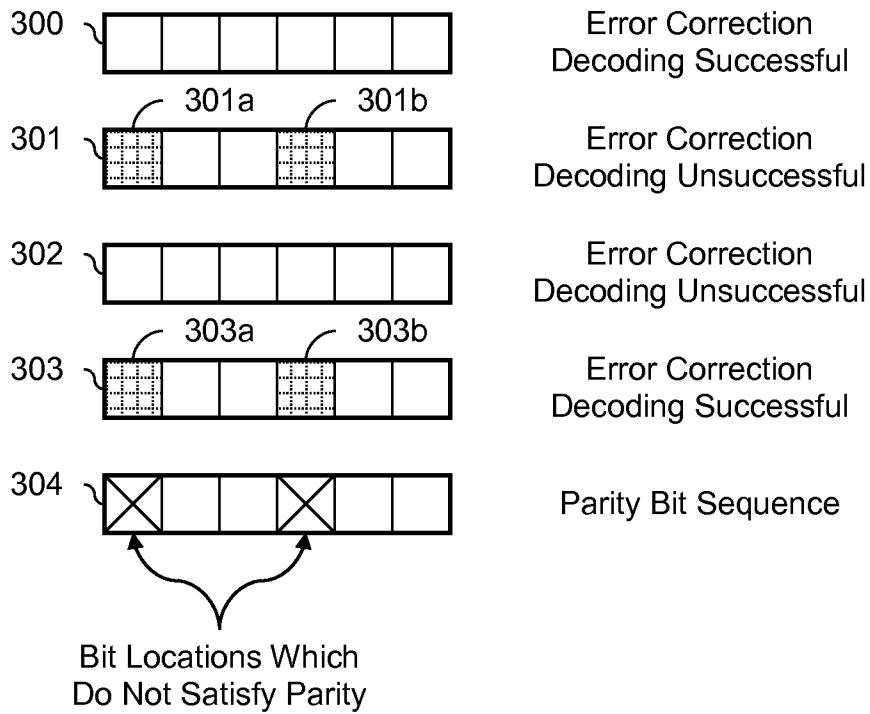 300
Error Correction
Decoding Successful
301a
301b
301
Error Correction
Decoding Unsuccessful
302
Error Correction
Decoding Unsuccessful
303a
303b
303
Error Correction
Decoding Successful
304
Parity Bit Sequence
Bit Locations Which
Do Not Satisfy Parity